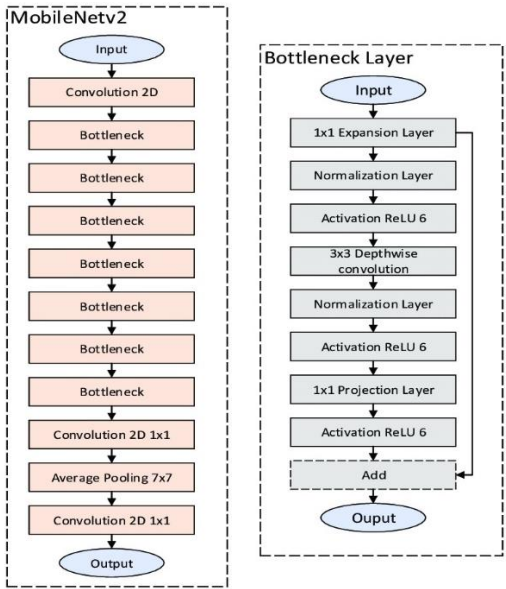 MobileNetv2
Input
Convolution 2D
Bottleneck
Bottleneck
Bottleneck
Bottleneck
Bottleneck
Bottleneck
Bottleneck
Convolution 2D 1x1
Average Pooling 7x7
Convolution 2D 1x1
Output
Bottleneck Layer
Input
1x1 Expansion Layer
Normalization Layer
Activation ReLU 6
3x3 Depthwise
convolution
Normalization Layer
Activation ReLU 6
1x1 Projection Layer
Activation ReLU 6
Add
Ouput